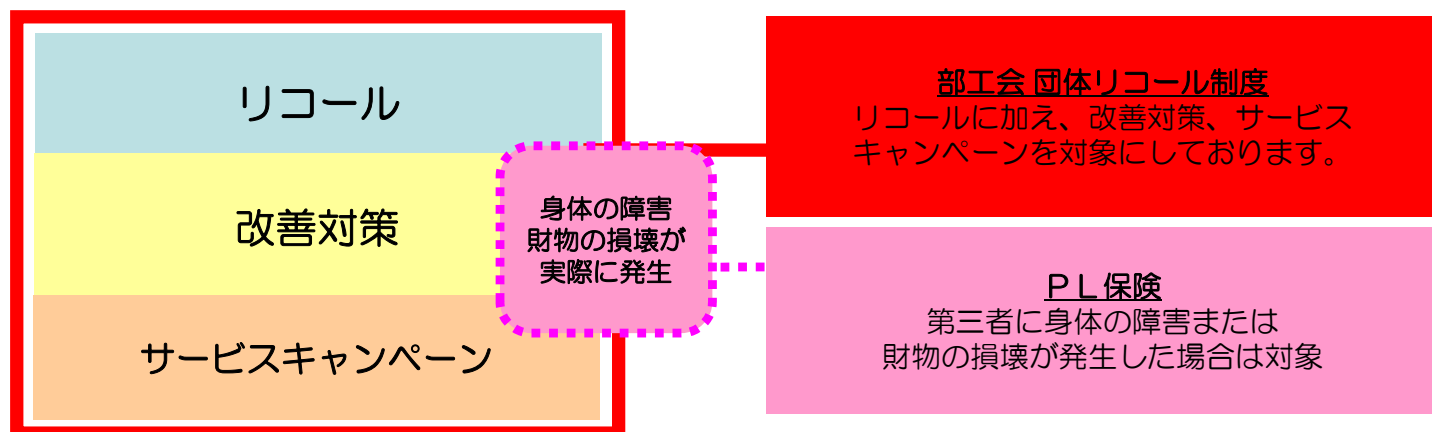 リコール
改善対策
サービスキャンペーン
身体の障害
財物の損壊が
実際に発生
部工会 団体リコール制度
リコールに加え、改善対策、サービス
キャンペーンを対象にしております。
ＰＬ保険
第三者に身体の障害または
財物の損壊が発生した場合は対象